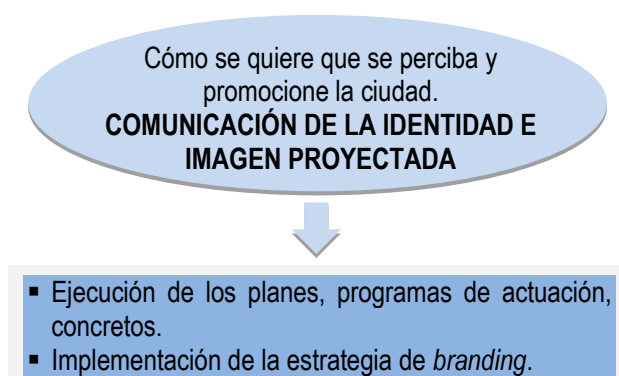 Cómo se quiere que se perciba y
promocione la ciudad.
COMUNICACIÓN DE LA IDENTIDAD E
IMAGEN PROYECTADA
▪ Ejecución de los planes, programas de actuación,
concretos.
▪ Implementación de la estrategia de branding.